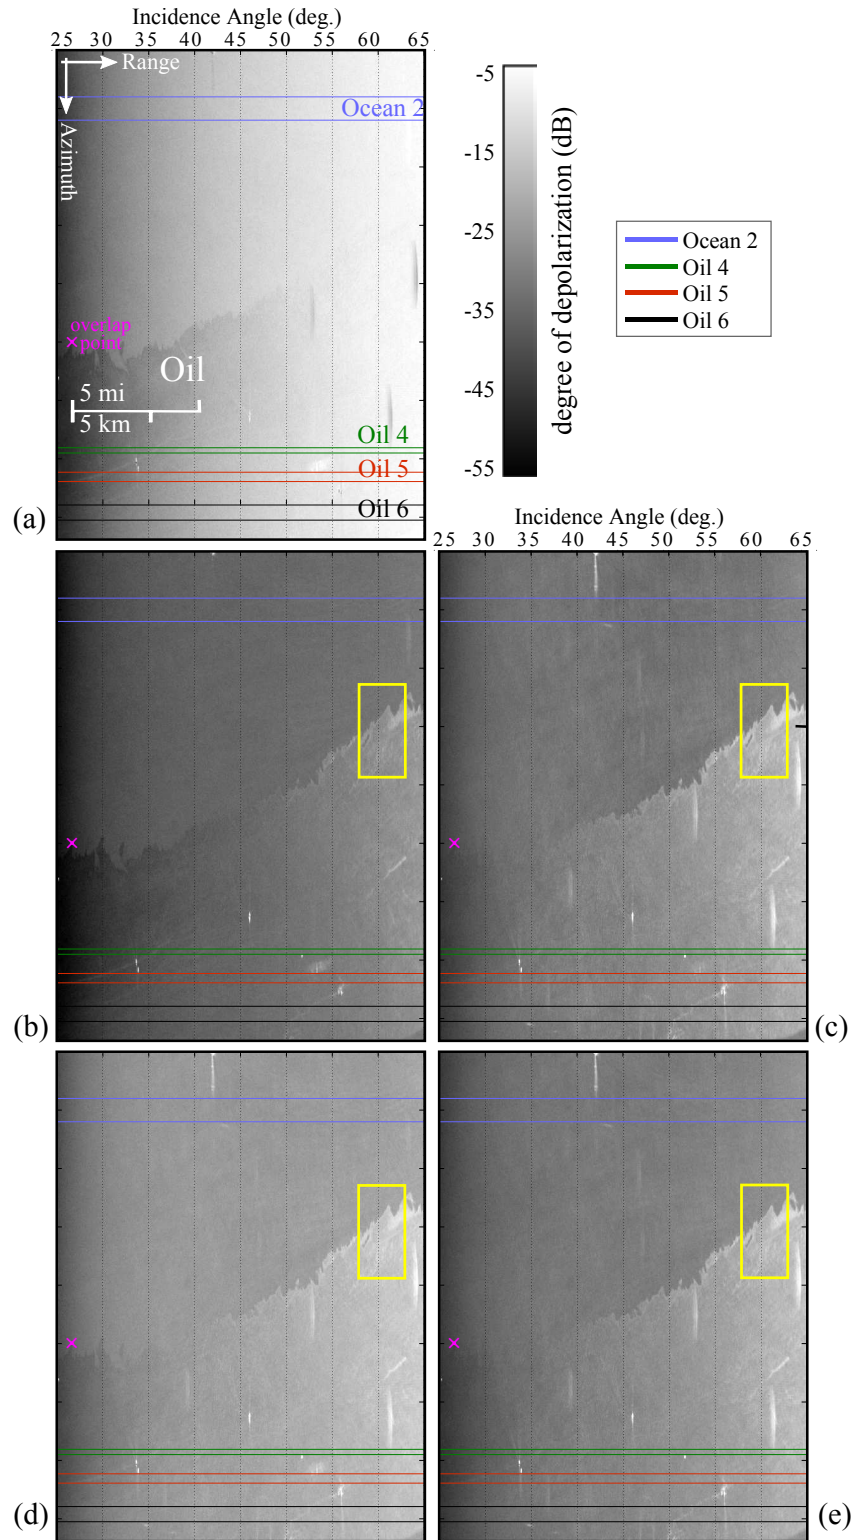 Incidence Angle (deg.)
25 30 35 40 45 50 55 60 65
Range
Azimuth
Ocean 2
overlap
point
Oil
5 mi
5 km
Oil 4
Oil 5
Oil 6
(a)
-5
-15
-25
-35
-45
-55
degree of depolarization (dB)
Ocean 2
Oil 4
Oil 5
Oil 6
Incidence Angle (deg.)
25 30 35 40 45 50 55 60 65
(b)
(c)
(d)
(e)